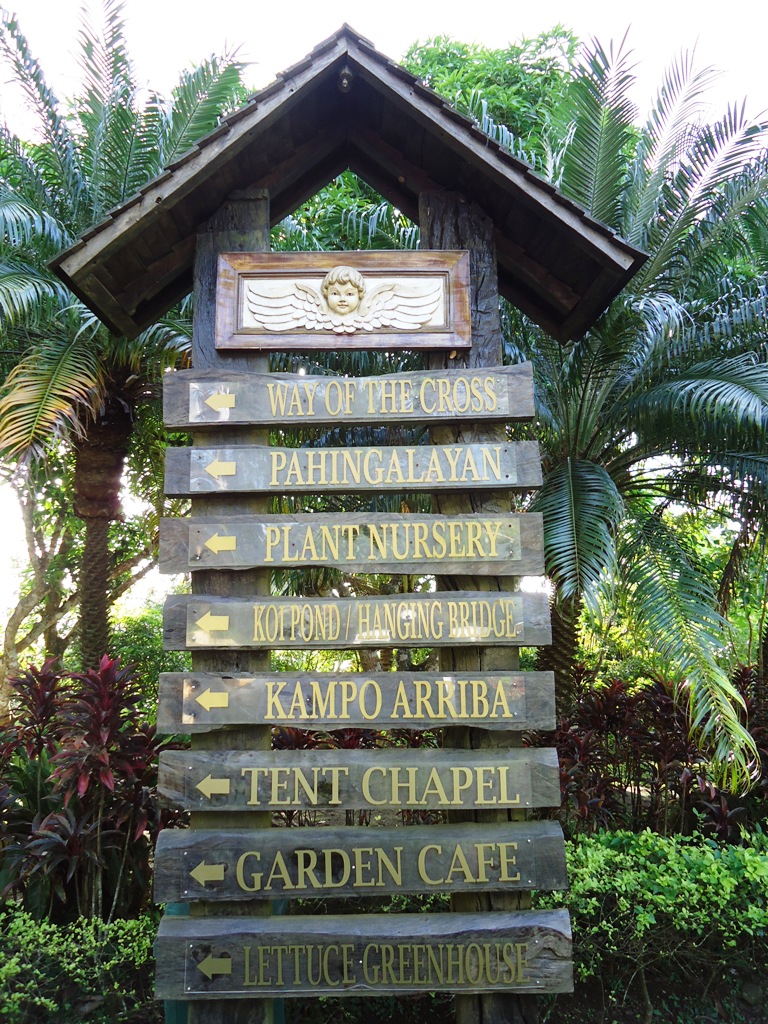 WAY OF THE CROSS
PAHINGALAYAN
PLANT NURSERY
KOI POND / HANGING BRIDGE
KAMPO ARRIBA
TENT CHAPEL
GARDEN CAFE
LETTUCE GREENHOUSE